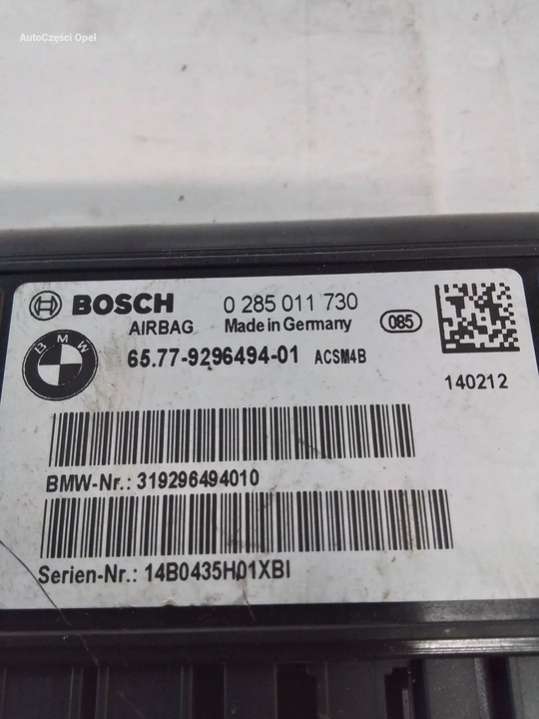 AutoCzęści Opel
BOSCH 0 285 011 730
AIRBAG Made in Germany 085
BMW 65.77-9296494-01 ACSM4B
140212
BMW-Nr.: 319296494010
Serien-Nr.: 14B0435H01XBI